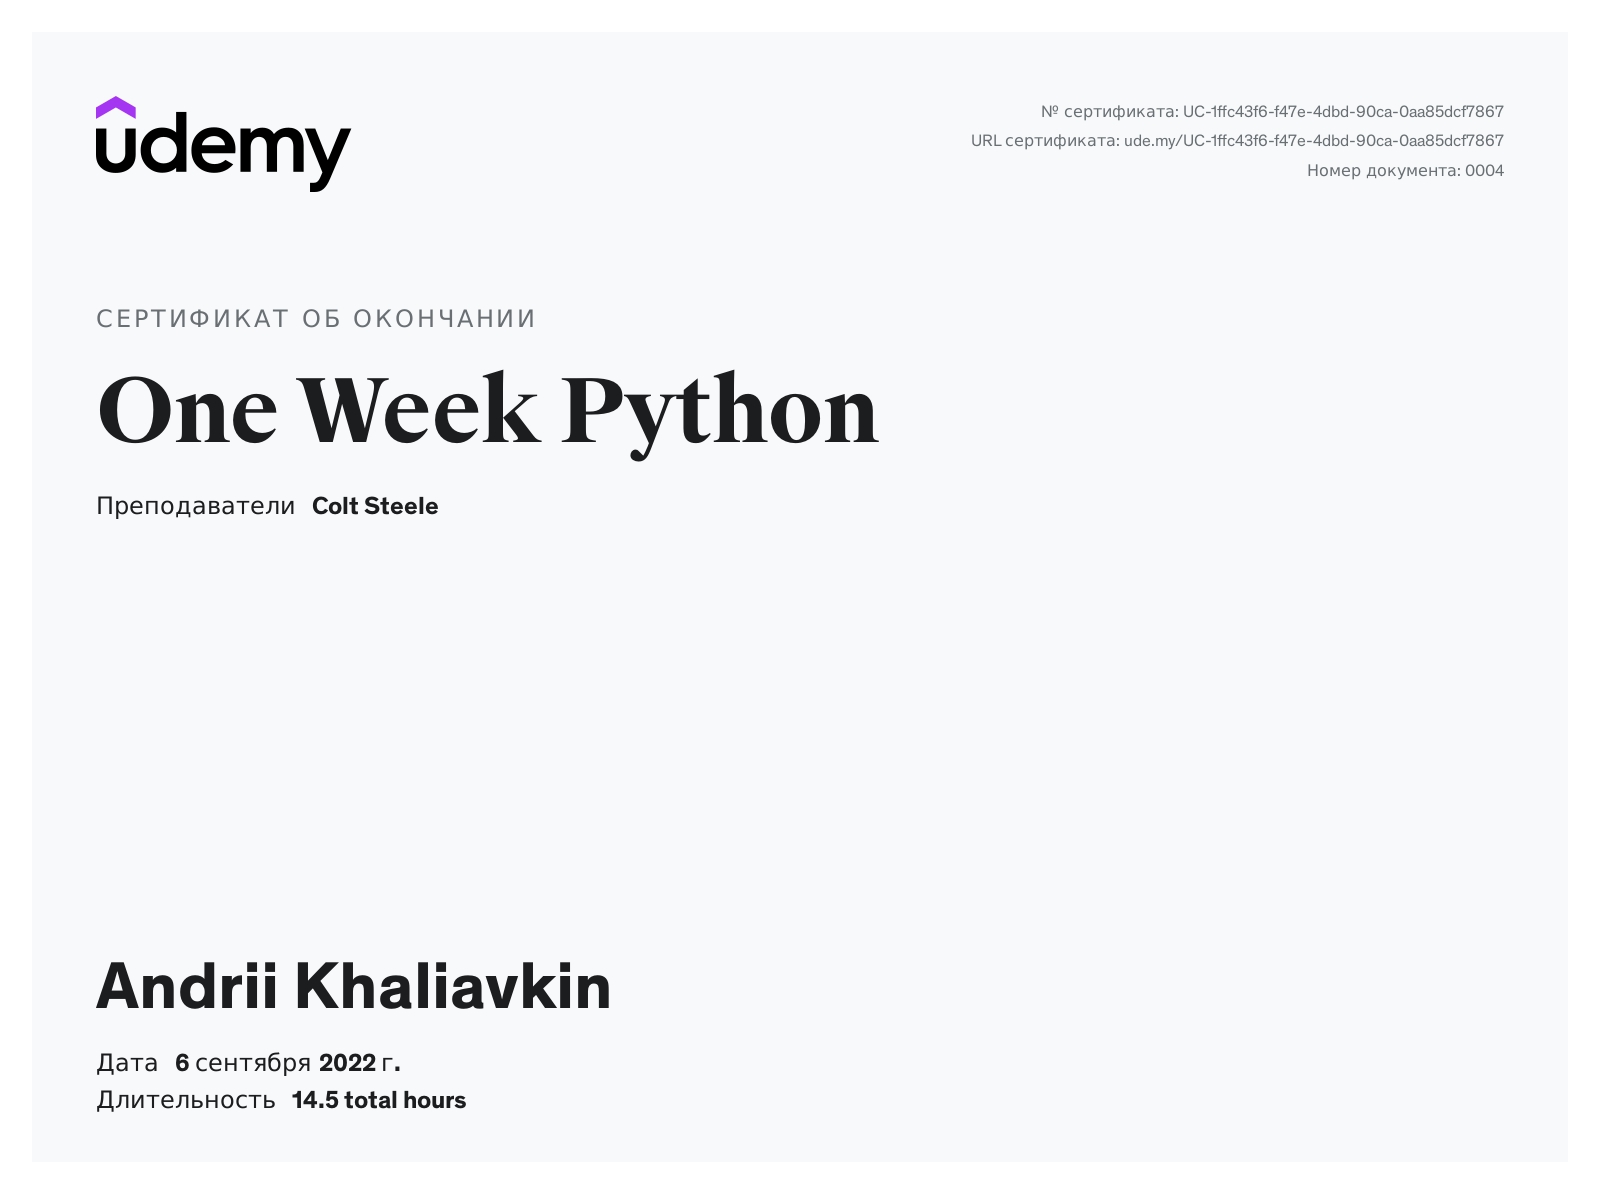 udemy
№ сертификата: UC-1ffc43f6-f47e-4dbd-90ca-0aa85dcf7867
URL сертификата: ude.my/UC-1ffc43f6-f47e-4dbd-90ca-0aa85dcf7867
Номер документа: 0004
СЕРТИФИКАТ ОБ ОКОНЧАНИИ
One Week Python
Преподаватели Colt Steele
Andrii Khaliavkin
Дата 6 сентября 2022 г.
Длительность 14.5 total hours